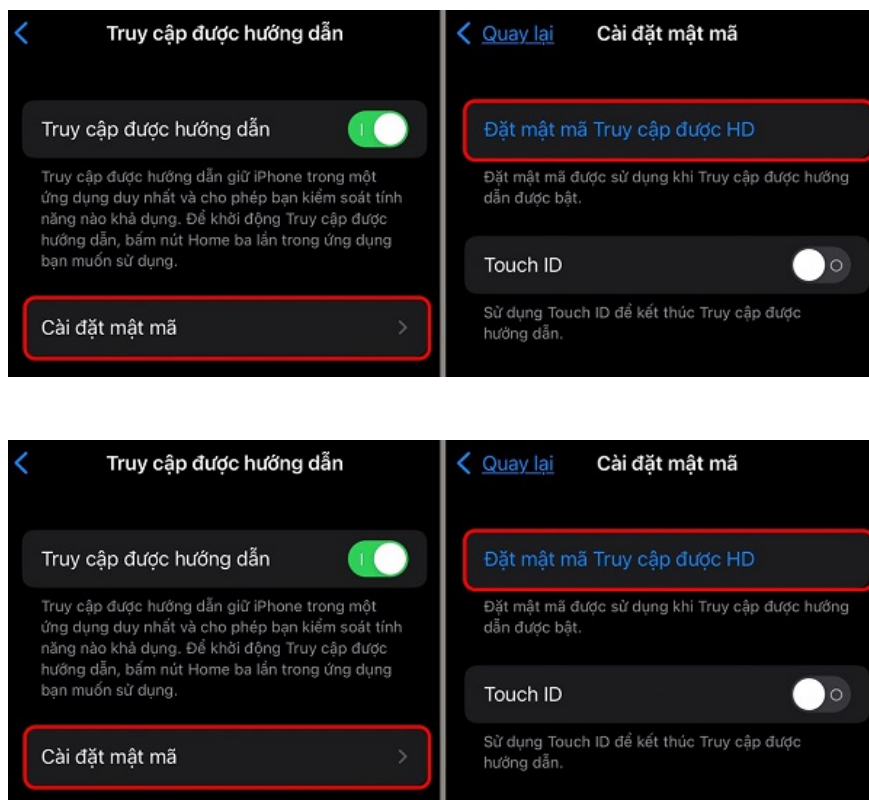 Truy cập được hướng dẫn
Truy cập được hướng dẫn
Truy cập được hướng dẫn giữ iPhone trong một
ứng dụng duy nhất và cho phép bạn kiểm soát tính
năng nào khả dụng. Để khởi động Truy cập được
hướng dẫn, bấm nút Home ba lần trong ứng dụng
bạn muốn sử dụng.
Cài đặt mật mã
Quay lại Cài đặt mật mã
Đặt mật mã Truy cập được HD
Đặt mật mã được sử dụng khi Truy cập được hướng
dẫn được bật.
Touch ID
Sử dụng Touch ID để kết thúc Truy cập được
hướng dẫn.
Truy cập được hướng dẫn
Truy cập được hướng dẫn
Truy cập được hướng dẫn giữ iPhone trong một
ứng dụng duy nhất và cho phép bạn kiểm soát tính
năng nào khả dụng. Để khởi động Truy cập được
hướng dẫn, bấm nút Home ba lần trong ứng dụng
bạn muốn sử dụng.
Cài đặt mật mã
Quay lại Cài đặt mật mã
Đặt mật mã Truy cập được HD
Đặt mật mã được sử dụng khi Truy cập được hướng
dẫn được bật.
Touch ID
Sử dụng Touch ID để kết thúc Truy cập được
hướng dẫn.